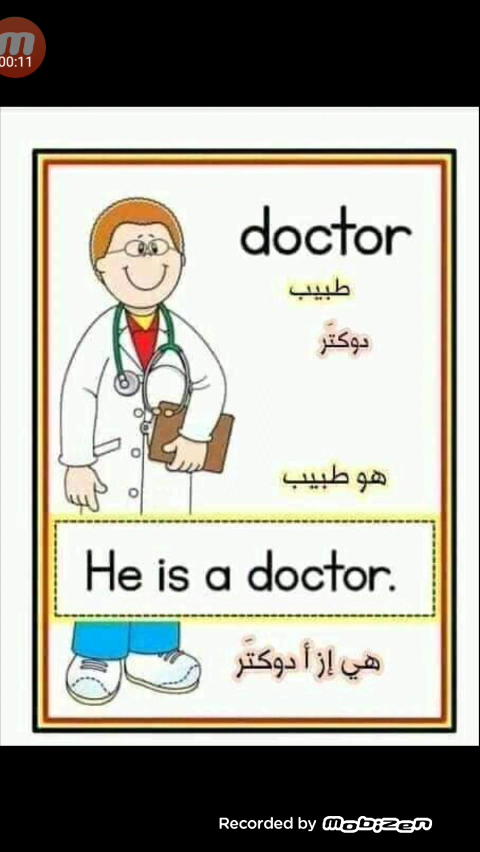 m
00:11
doctor
طبيب
دوكتَر
هو طبيب
He is a doctor.
هي إز أ دوكتَر
Recorded by mobizen